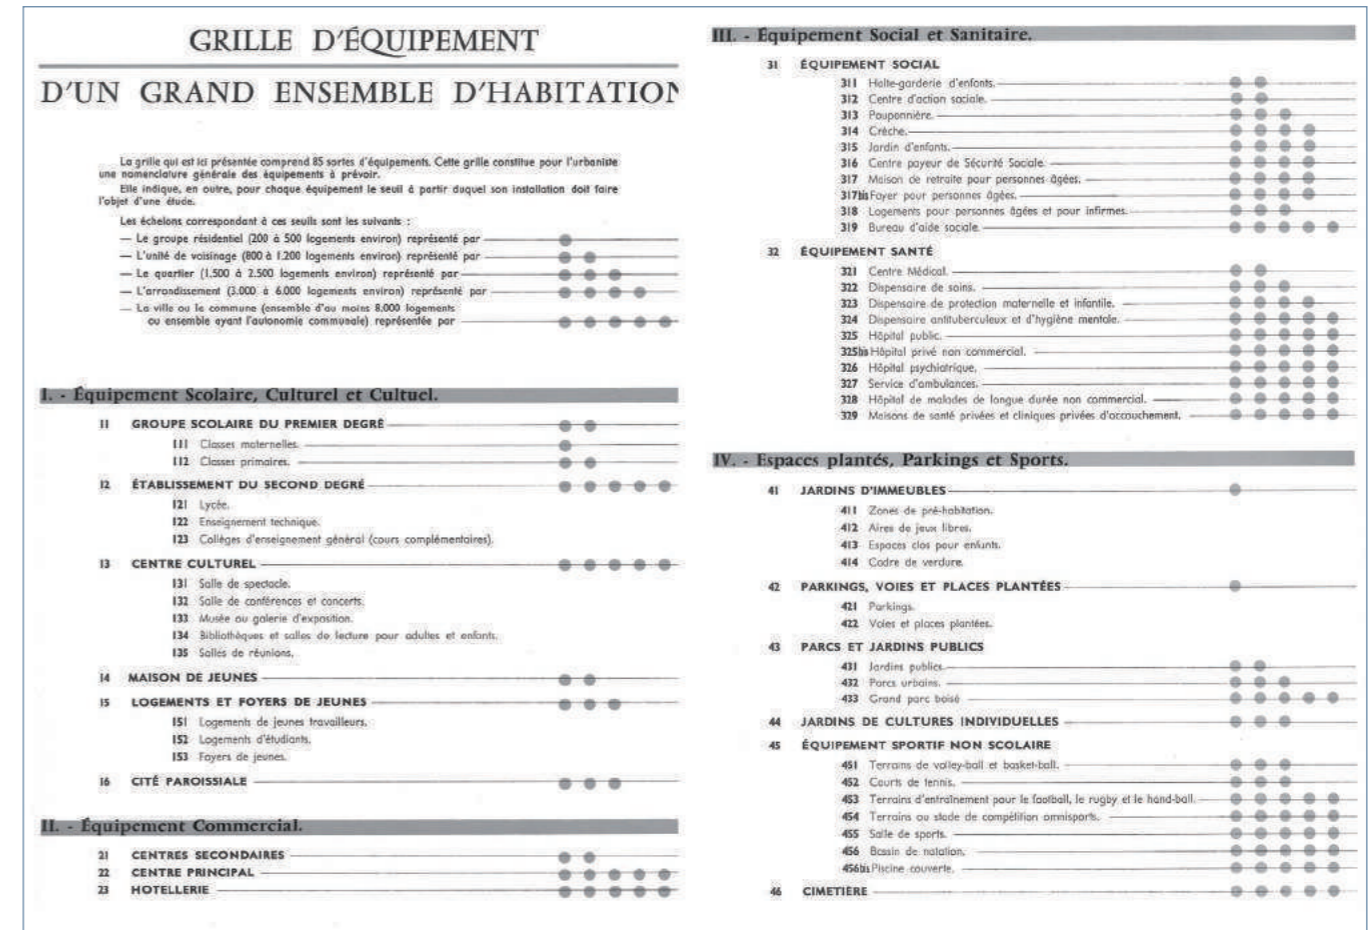 GRILLE D'ÉQUIPEMENT
D'UN GRAND ENSEMBLE D'HABITATION
La grille qui est ici présentée comprend 85 sortes d'équipements. Cette grille constitue pour l'urbaniste
une nomenclature générale des équipements à prévoir.
Elle indique, en outre, pour chaque équipement le seuil à partir duquel son installation doit faire
l'objet d'une étude.
Les échelons correspondant à ces seuils sont les suivants :
— Le groupe résidentiel (200 à 500 logements environ) représenté par
— L'unité de voisinage (800 à 1.200 logements environ) représentée par
— Le quartier (1.500 à 2.500 logements environ) représenté par
— L'arrondissement (3.000 à 6.000 logements environ) représenté par
— La ville ou la commune (ensemble d'au moins 8.000 logements
ou ensemble ayant l'autonomie communale) représentée par
I. - Équipement Scolaire, Culturel et Cultuel.
11 GROUPE SCOLAIRE DU PREMIER DEGRÉ
111 Classes maternelles.
112 Classes primaires.
12 ÉTABLISSEMENT DU SECOND DEGRÉ
121 Lycée.
122 Enseignement technique.
123 Collèges d'enseignement général (cours complémentaires).
13 CENTRE CULTUREL
131 Salle de spectacle.
132 Salle de conférences et concerts.
133 Musée ou galerie d'exposition.
134 Bibliothèques et salles de lecture pour adultes et enfants.
135 Salles de réunions.
14 MAISON DE JEUNES
15 LOGEMENTS ET FOYERS DE JEUNES
151 Logements de jeunes travailleurs.
152 Logements d'étudiants.
153 Foyers de jeunes.
16 CITÉ PAROISSIALE
II. - Équipement Commercial.
21 CENTRES SECONDAIRES
22 CENTRE PRINCIPAL
23 HOTELLERIE
III. - Équipement Social et Sanitaire.
31 ÉQUIPEMENT SOCIAL
311 Halte-garderie d'enfants.
312 Centre d'action sociale.
313 Pouponnière.
314 Crèche.
315 Jardin d'enfants.
316 Centre payeur de Sécurité Sociale.
317 Maison de retraite pour personnes âgées.
317bis Foyer pour personnes âgées.
318 Logements pour personnes âgées et pour infirmes.
319 Bureau d'aide sociale.
32 ÉQUIPEMENT SANTÉ
321 Centre Médical.
322 Dispensaire de soins.
323 Dispensaire de protection maternelle et infantile.
324 Dispensaire antituberculeux et d'hygiène mentale.
325 Hôpital public.
325bis Hôpital privé non commercial.
326 Hôpital psychiatrique.
327 Service d'ambulances.
328 Hôpital de malades de longue durée non commercial.
329 Maisons de santé privées et cliniques privées d'accouchement.
IV. - Espaces plantés, Parkings et Sports.
41 JARDINS D'IMMEUBLES
411 Zones de pré-habitation.
412 Aires de jeux libres.
413 Espaces clos pour enfants.
414 Cadre de verdure.
42 PARKINGS, VOIES ET PLACES PLANTÉES
421 Parkings.
422 Voies et places plantées.
43 PARCS ET JARDINS PUBLICS
431 Jardins publics.
432 Parcs urbains.
433 Grand parc boisé
44 JARDINS DE CULTURES INDIVIDUELLES
45 ÉQUIPEMENT SPORTIF NON SCOLAIRE
451 Terrains de volley-ball et basket-ball.
452 Courts de tennis.
453 Terrains d'entraînement pour le football, le rugby et le hand-ball.
454 Terrains ou stade de compétition omnisports.
455 Salle de sports.
456 Bassin de natation.
456bis Piscine couverte.
46 CIMETIÈRE